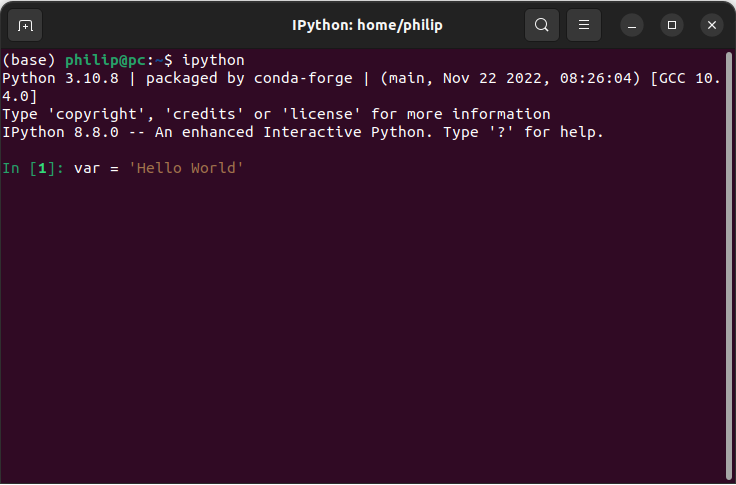 IPython: home/philip
(base) philip@pc:~$ ipython
Python 3.10.8 | packaged by conda-forge | (main, Nov 22 2022, 08:26:04) [GCC 10.
4.0]
Type 'copyright', 'credits' or 'license' for more information
IPython 8.8.0 -- An enhanced Interactive Python. Type '?' for help.
In [1]: var = 'Hello World'